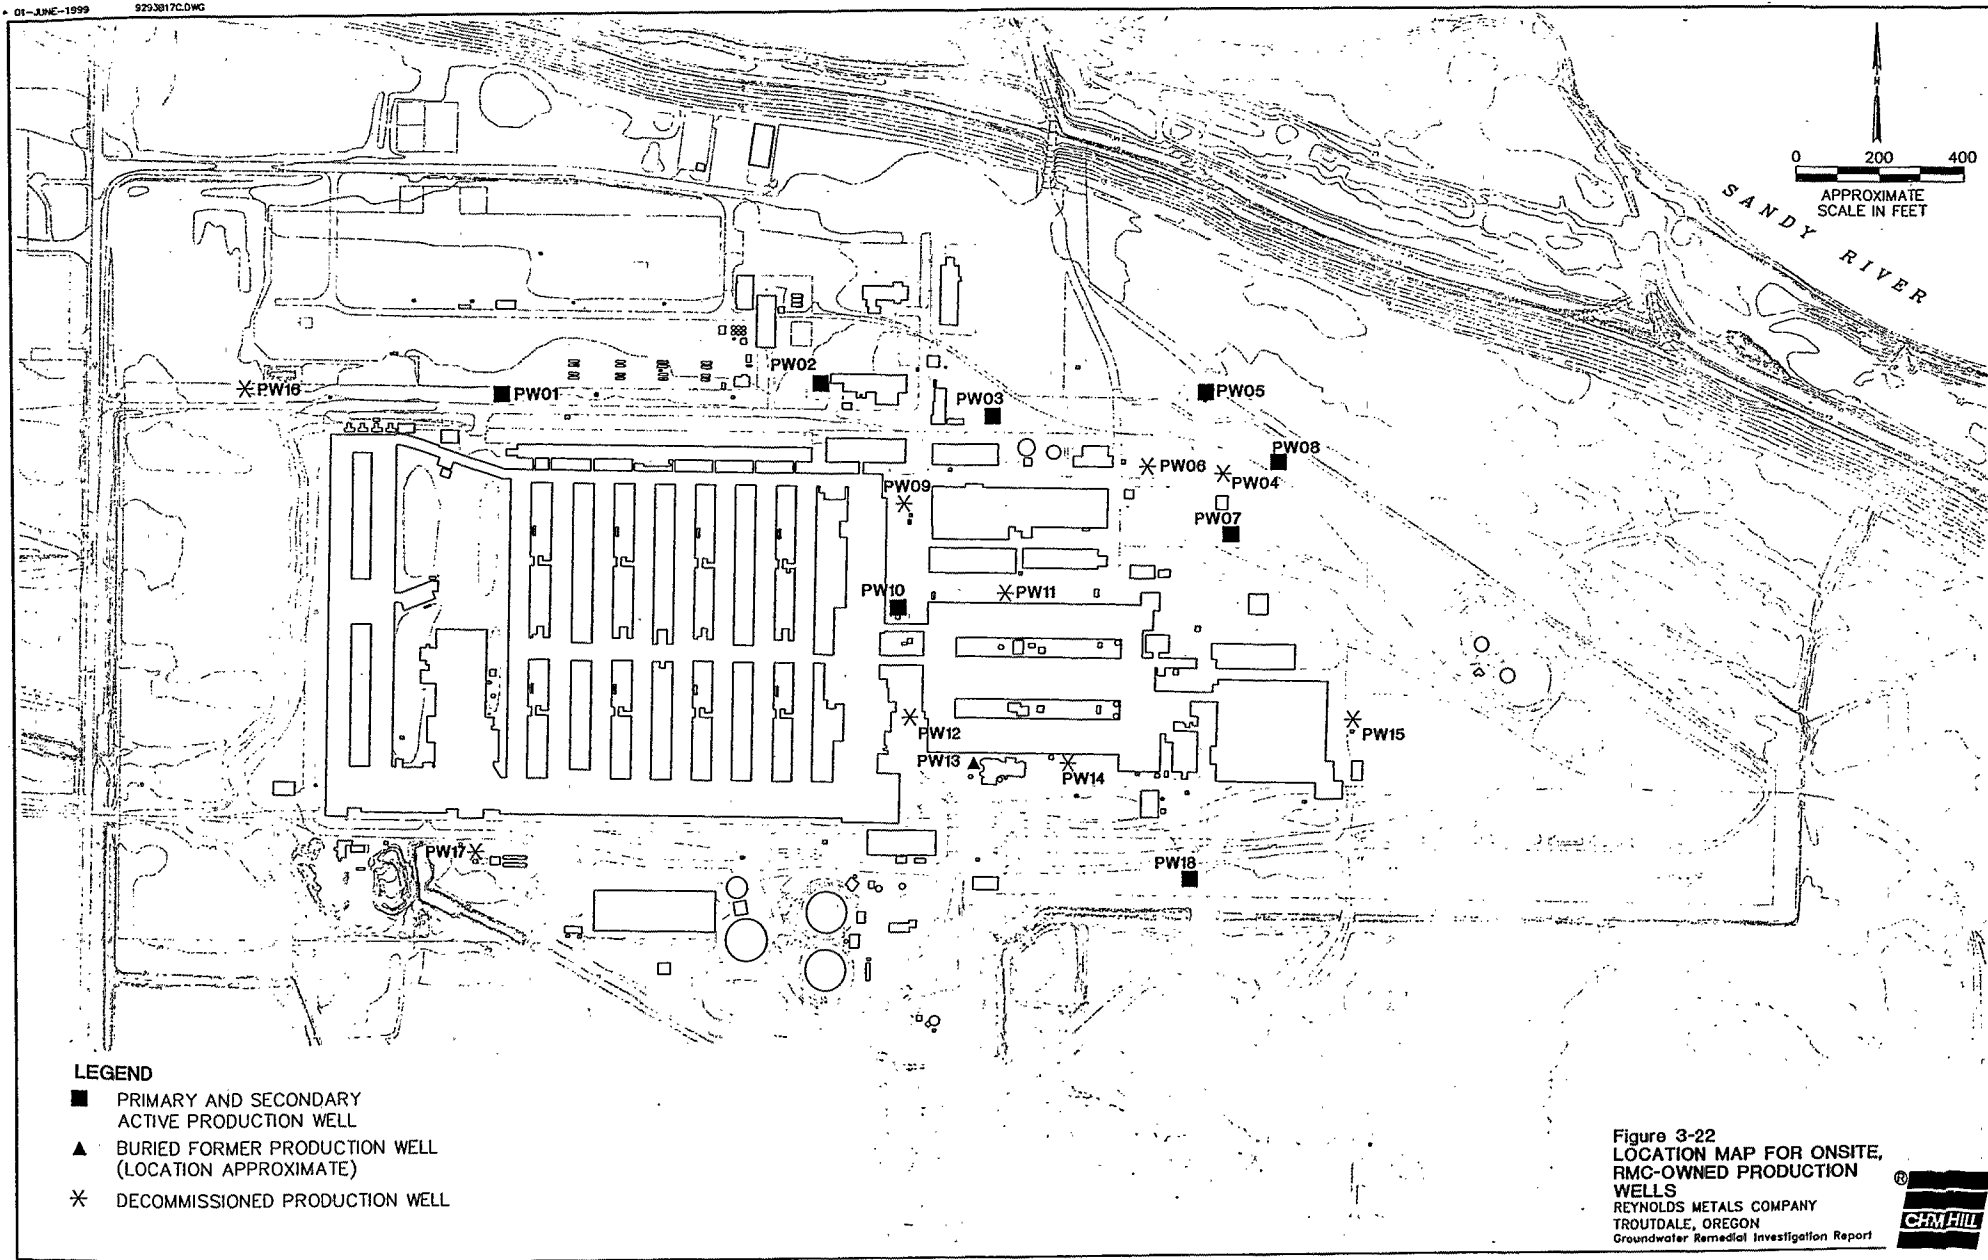 01-JUNE-1999
9293817C.DWG
N
0 200 400
APPROXIMATE
SCALE IN FEET
SANDY RIVER
PW02
PW16
PW01
PW03
PW05
PW08
PW06
PW04
PW09
PW07
PW10
PW11
PW12
PW15
PW13
PW14
PW17
PW18
LEGEND
PRIMARY AND SECONDARY
ACTIVE PRODUCTION WELL
BURIED FORMER PRODUCTION WELL
(LOCATION APPROXIMATE)
DECOMMISSIONED PRODUCTION WELL
Figure 3-22
LOCATION MAP FOR ONSITE,
RMC-OWNED PRODUCTION
WELLS
REYNOLDS METALS COMPANY
TROUTDALE, OREGON
Groundwater Remedial Investigation Report
®
CH2M HILL